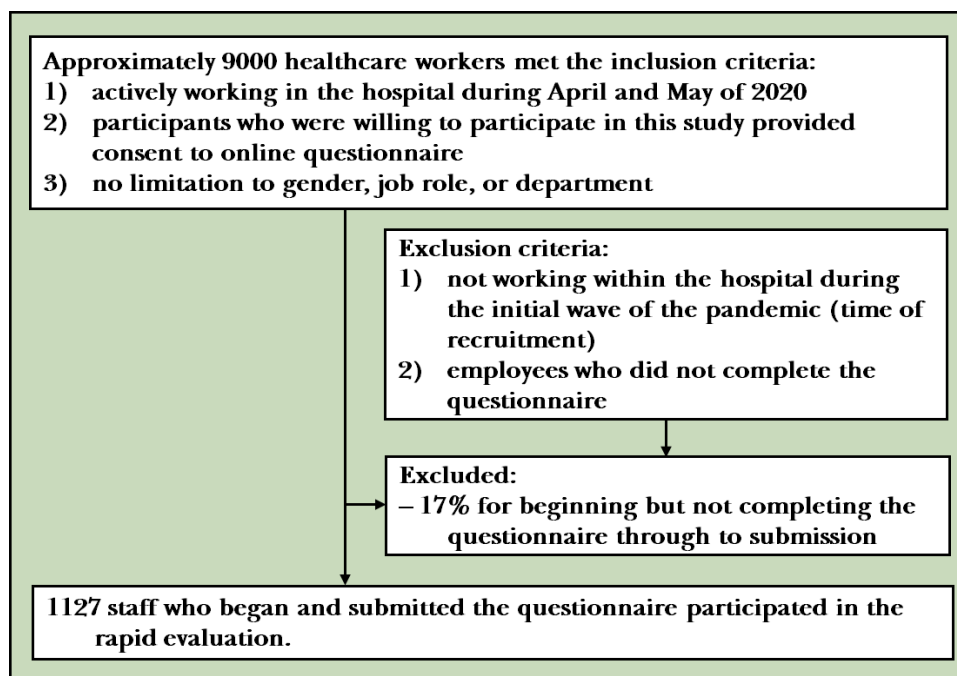 Approximately 9000 healthcare workers met the inclusion criteria:
1) actively working in the hospital during April and May of 2020
2) participants who were willing to participate in this study provided
consent to online questionnaire
3) no limitation to gender, job role, or department
Exclusion criteria:
1) not working within the hospital during
the initial wave of the pandemic (time of
recruitment)
2) employees who did not complete the
questionnaire
Excluded:
– 17% for beginning but not completing the
questionnaire through to submission
1127 staff who began and submitted the questionnaire participated in the
rapid evaluation.